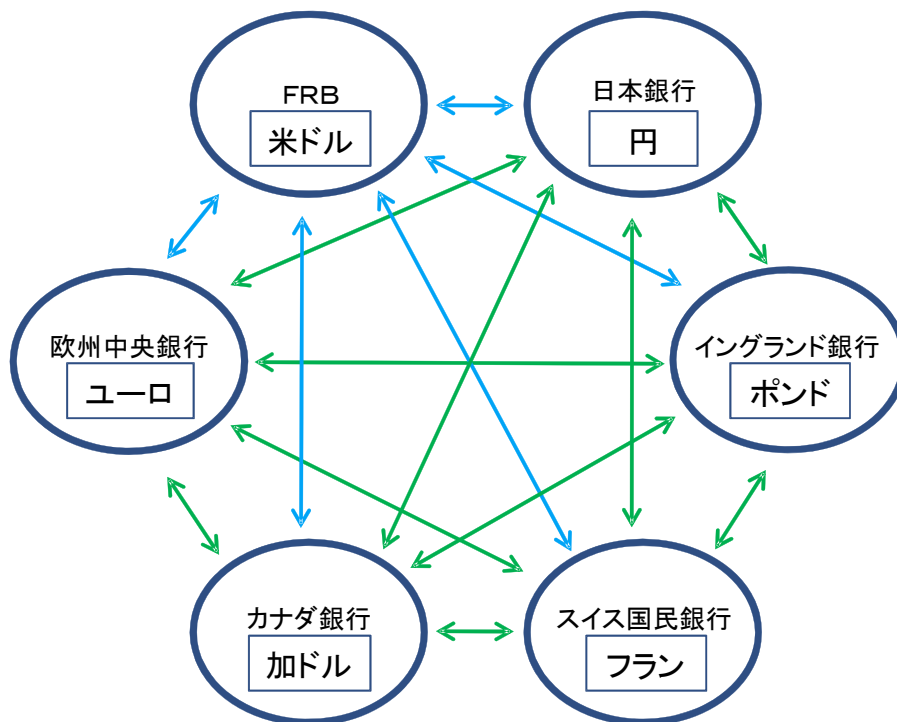 FRB
米ドル
日本銀行
円
欧州中央銀行
ユーロ
イングランド銀行
ポンド
カナダ銀行
加ドル
スイス国民銀行
フラン